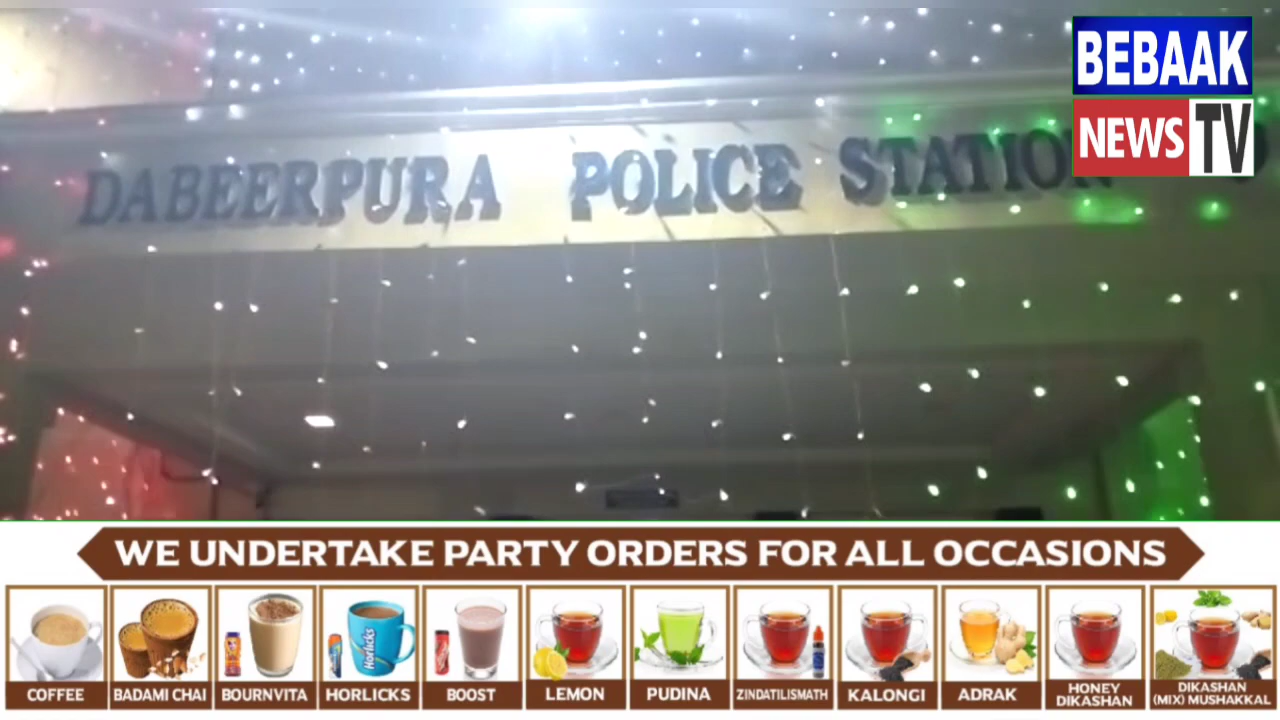 BEBAAK
NEWS TV
DABEERPURA POLICE STATION
WE UNDERTAKE PARTY ORDERS FOR ALL OCCASIONS
Horlicks
COFFEE
BADAMI CHAI
BOURNVITA
HORLICKS
BOOST
LEMON
PUDINA
ZINDATILISMATH
KALONGI
ADRAK
HONEY
DIKASHAN
DIKASHAN
(MIX) MUSHAKKAL